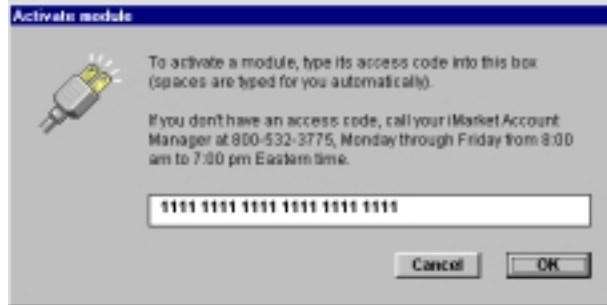 Activate module
To activate a module, type its access code into this box
(spaces are typed for you automatically).
If you don't have an access code, call your iMarket Account
Manager at 800-532-3775, Monday through Friday from 8:00
am to 7:00 pm Eastern time.
1111 1111 1111 1111 1111 1111
Cancel OK